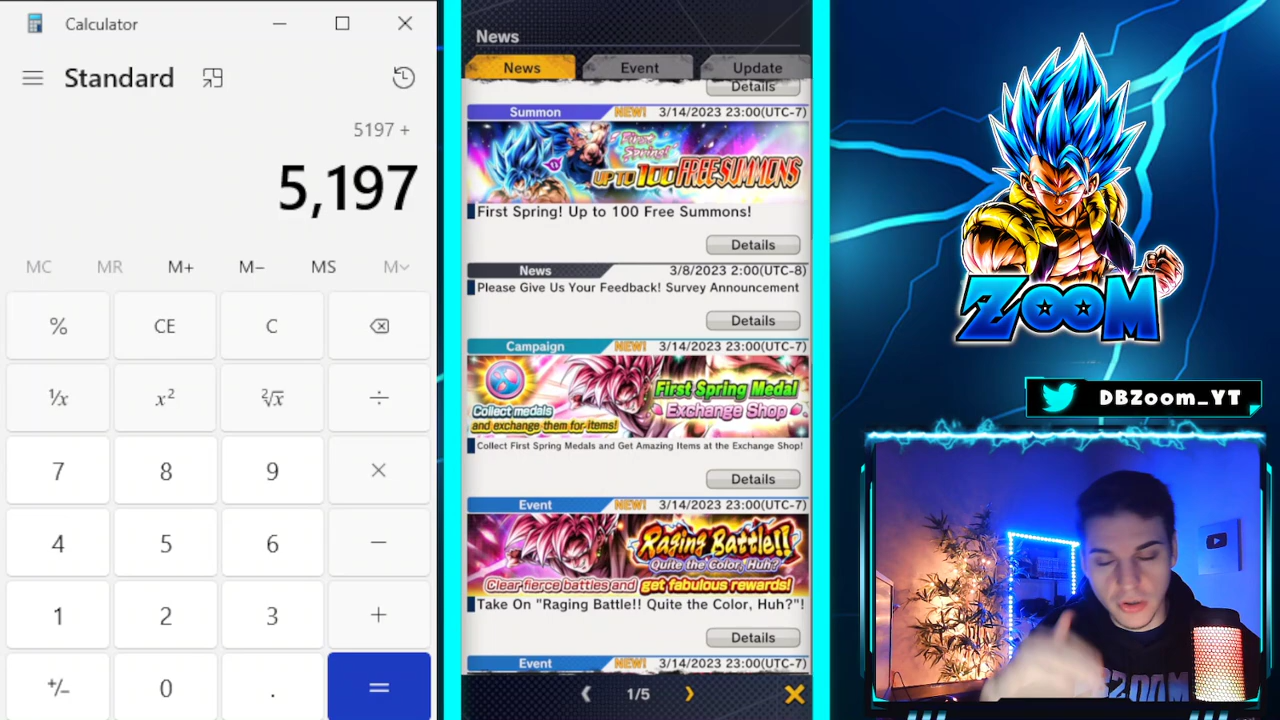 Calculator
Standard
5197 +
5,197
MC MR M+ M− MS M
% CE C
¹/x x² ²√x ÷
7 8 9 ×
4 5 6 −
1 2 3 +
+/− 0 . =
News
News Event Update
Details
Summon NEW! 3/14/2023 23:00(UTC-7)
First Spring!
UP TO 100 FREE SUMMONS
First Spring! Up to 100 Free Summons!
Details
News 3/8/2023 2:00(UTC-8)
Please Give Us Your Feedback! Survey Announcement
Details
Campaign NEW! 3/14/2023 23:00(UTC-7)
First Spring Medal
Exchange Shop
Collect medals
and exchange them for items!
Collect First Spring Medals and Get Amazing Items at the Exchange Shop!
Details
Event NEW! 3/14/2023 23:00(UTC-7)
Raging Battle!!
Quite the Color, Huh?
Clear fierce battles and get fabulous rewards!
Take On "Raging Battle!! Quite the Color, Huh?"!
Details
Event NEW! 3/14/2023 23:00(UTC-7)
1/5
ZOOM
DBZoom_YT